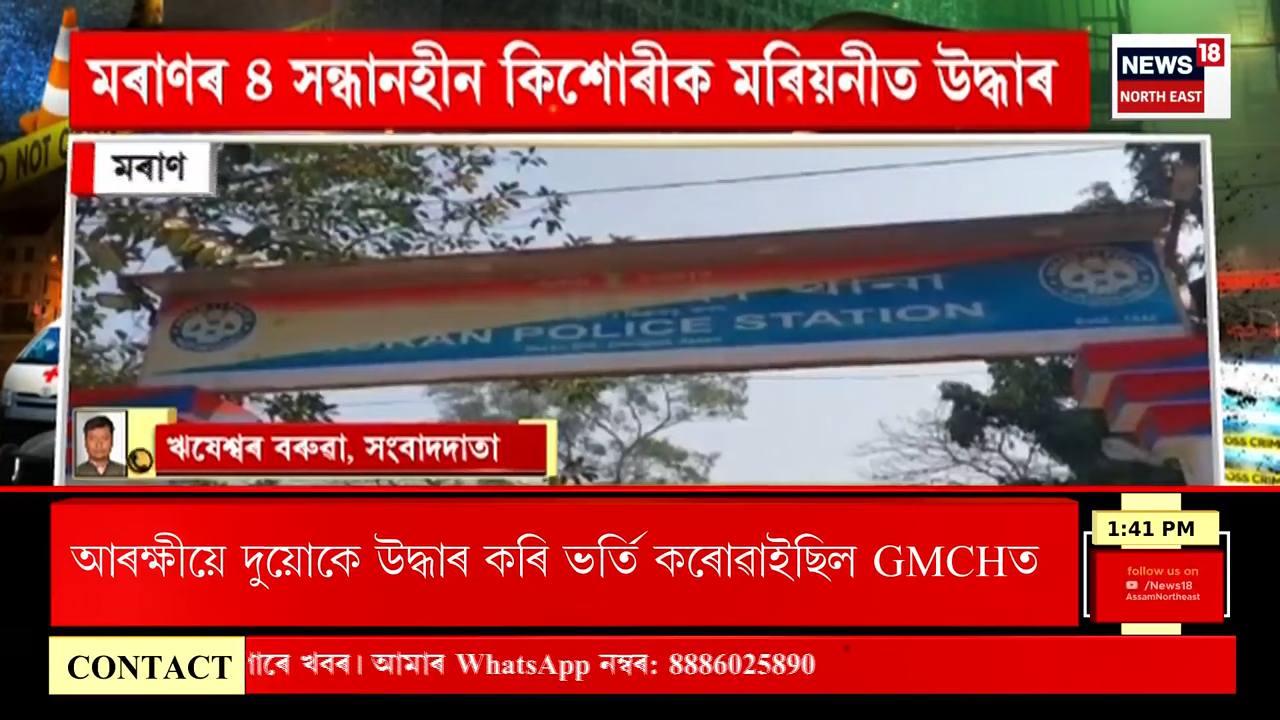 মৰাণৰ ৪ সন্ধানহীন কিশোৰীক মৰিয়নীত উদ্ধাৰ
NEWS 18
NORTH EAST
DO NOT
মৰাণ
থানা
POLICE STATION
ঋষেশ্বৰ বৰুৱা, সংবাদদাতা
আৰক্ষীয়ে দুয়োকে উদ্ধাৰ কৰি ভৰ্তি কৰোৱাইছিল GMCHত
1:41 PM
follow us on
/News18
AssamNortheast
CONTACT
খবৰ। আমাৰ WhatsApp নম্বৰ: 8886025890